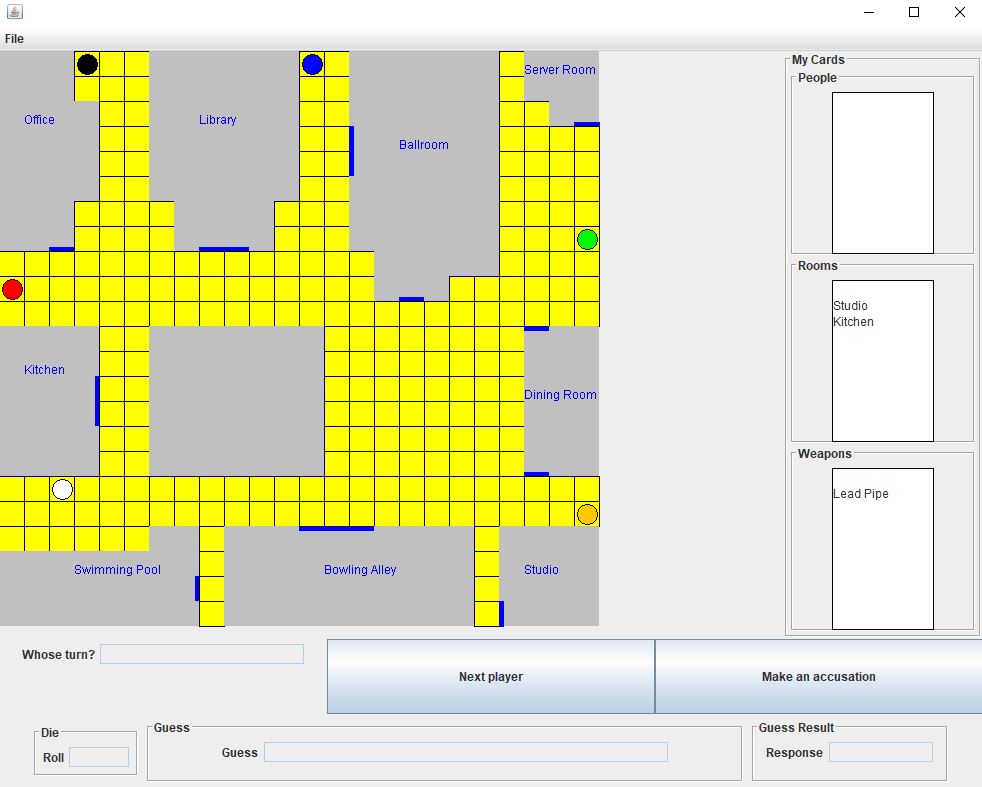 File
My Cards
People
Server Room
Office
Library
Ballroom
Rooms
Studio
Kitchen
Kitchen
Dining Room
Weapons
Lead Pipe
Swimming Pool
Bowling Alley
Studio
Whose turn?
Next player
Make an accusation
Die
Roll
Guess
Guess
Guess Result
Response